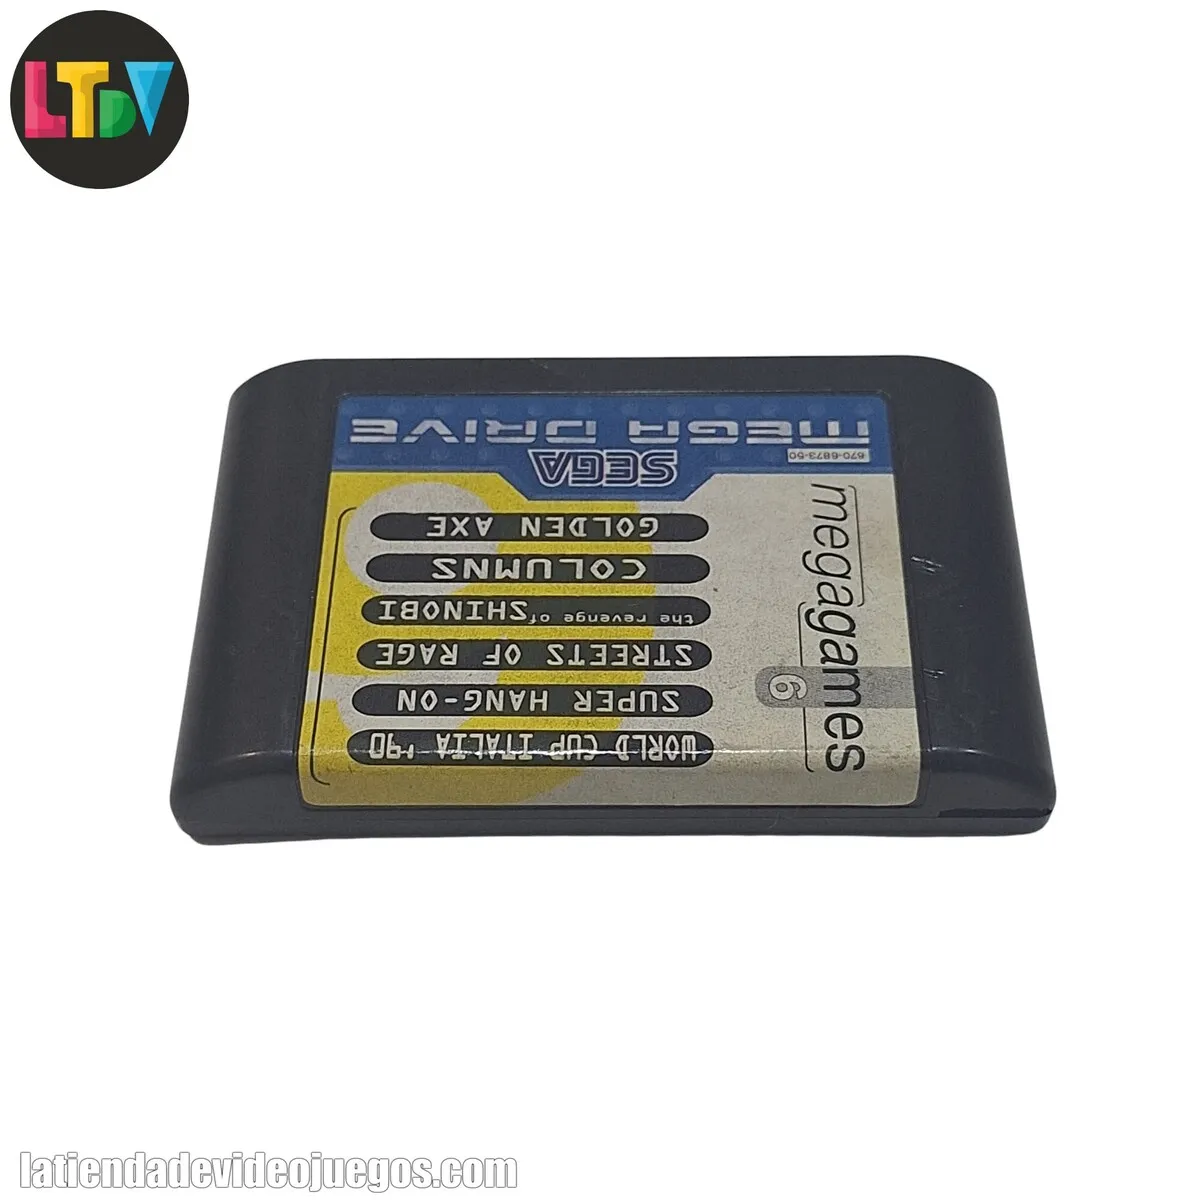 LTDV
MEGA DRIVE
SEGA
670-6873-50
megagames
6
GOLDEN AXE
COLUMNS
the revenge of SHINOBI
STREETS OF RAGE
SUPER HANG-ON
WORLD CUP ITALIA '90
latiendadevideojuegos.com